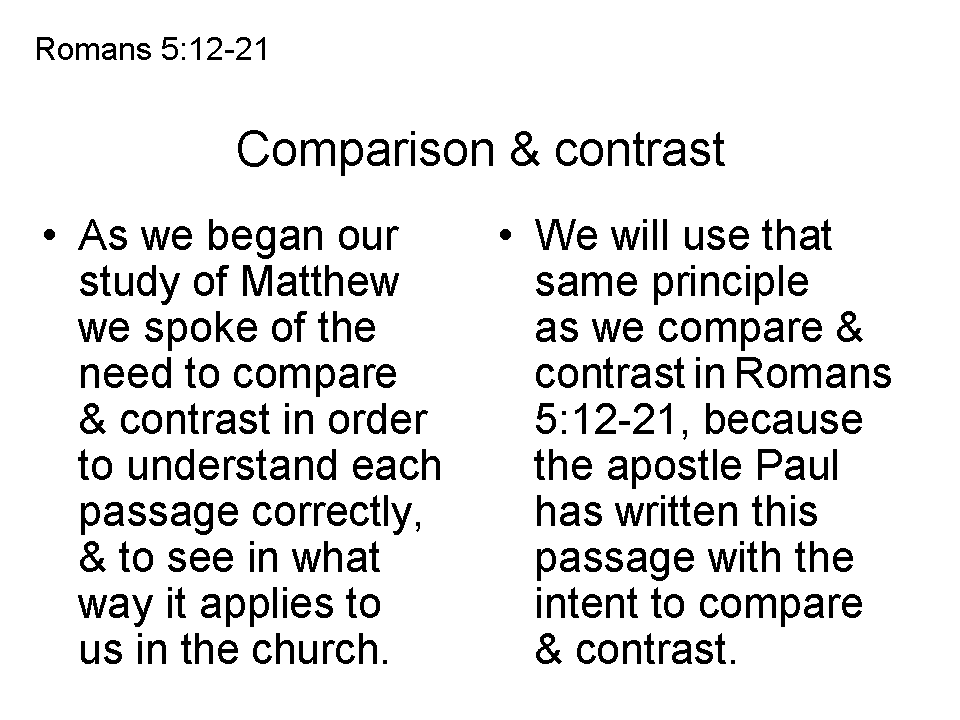 Romans 5:12-21
Comparison & contrast
• As we began our
study of Matthew
we spoke of the
need to compare
& contrast in order
to understand each
passage correctly,
& to see in what
way it applies to
us in the church.
• We will use that
same principle
as we compare &
contrast in Romans
5:12-21, because
the apostle Paul
has written this
passage with the
intent to compare
& contrast.